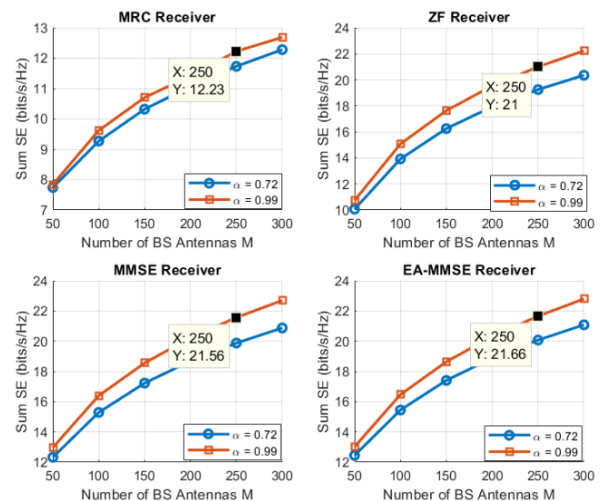 MRC Receiver
13
12
11
10
9
8
7
Sum SE (bits/s/Hz)
X: 250
Y: 12.23
α = 0.72
α = 0.99
50 100 150 200 250 300
Number of BS Antennas M
ZF Receiver
24
22
20
18
16
14
12
10
Sum SE (bits/s/Hz)
X: 250
Y: 21
α = 0.72
α = 0.99
50 100 150 200 250 300
Number of BS Antennas M
MMSE Receiver
24
22
20
18
16
14
12
Sum SE (bits/s/Hz)
X: 250
Y: 21.56
α = 0.72
α = 0.99
50 100 150 200 250 300
Number of BS Antennas M
EA-MMSE Receiver
24
22
20
18
16
14
12
Sum SE (bits/s/Hz)
X: 250
Y: 21.66
α = 0.72
α = 0.99
50 100 150 200 250 300
Number of BS Antennas M